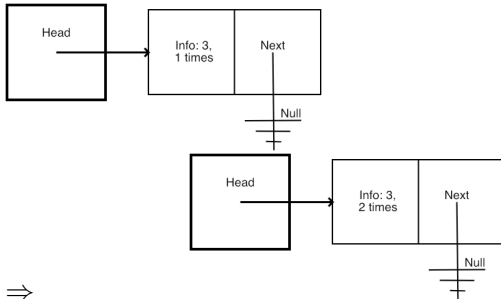 Head
Info: 3,
1 times
Next
Null
Head
Info: 3,
2 times
Next
Null
⇒